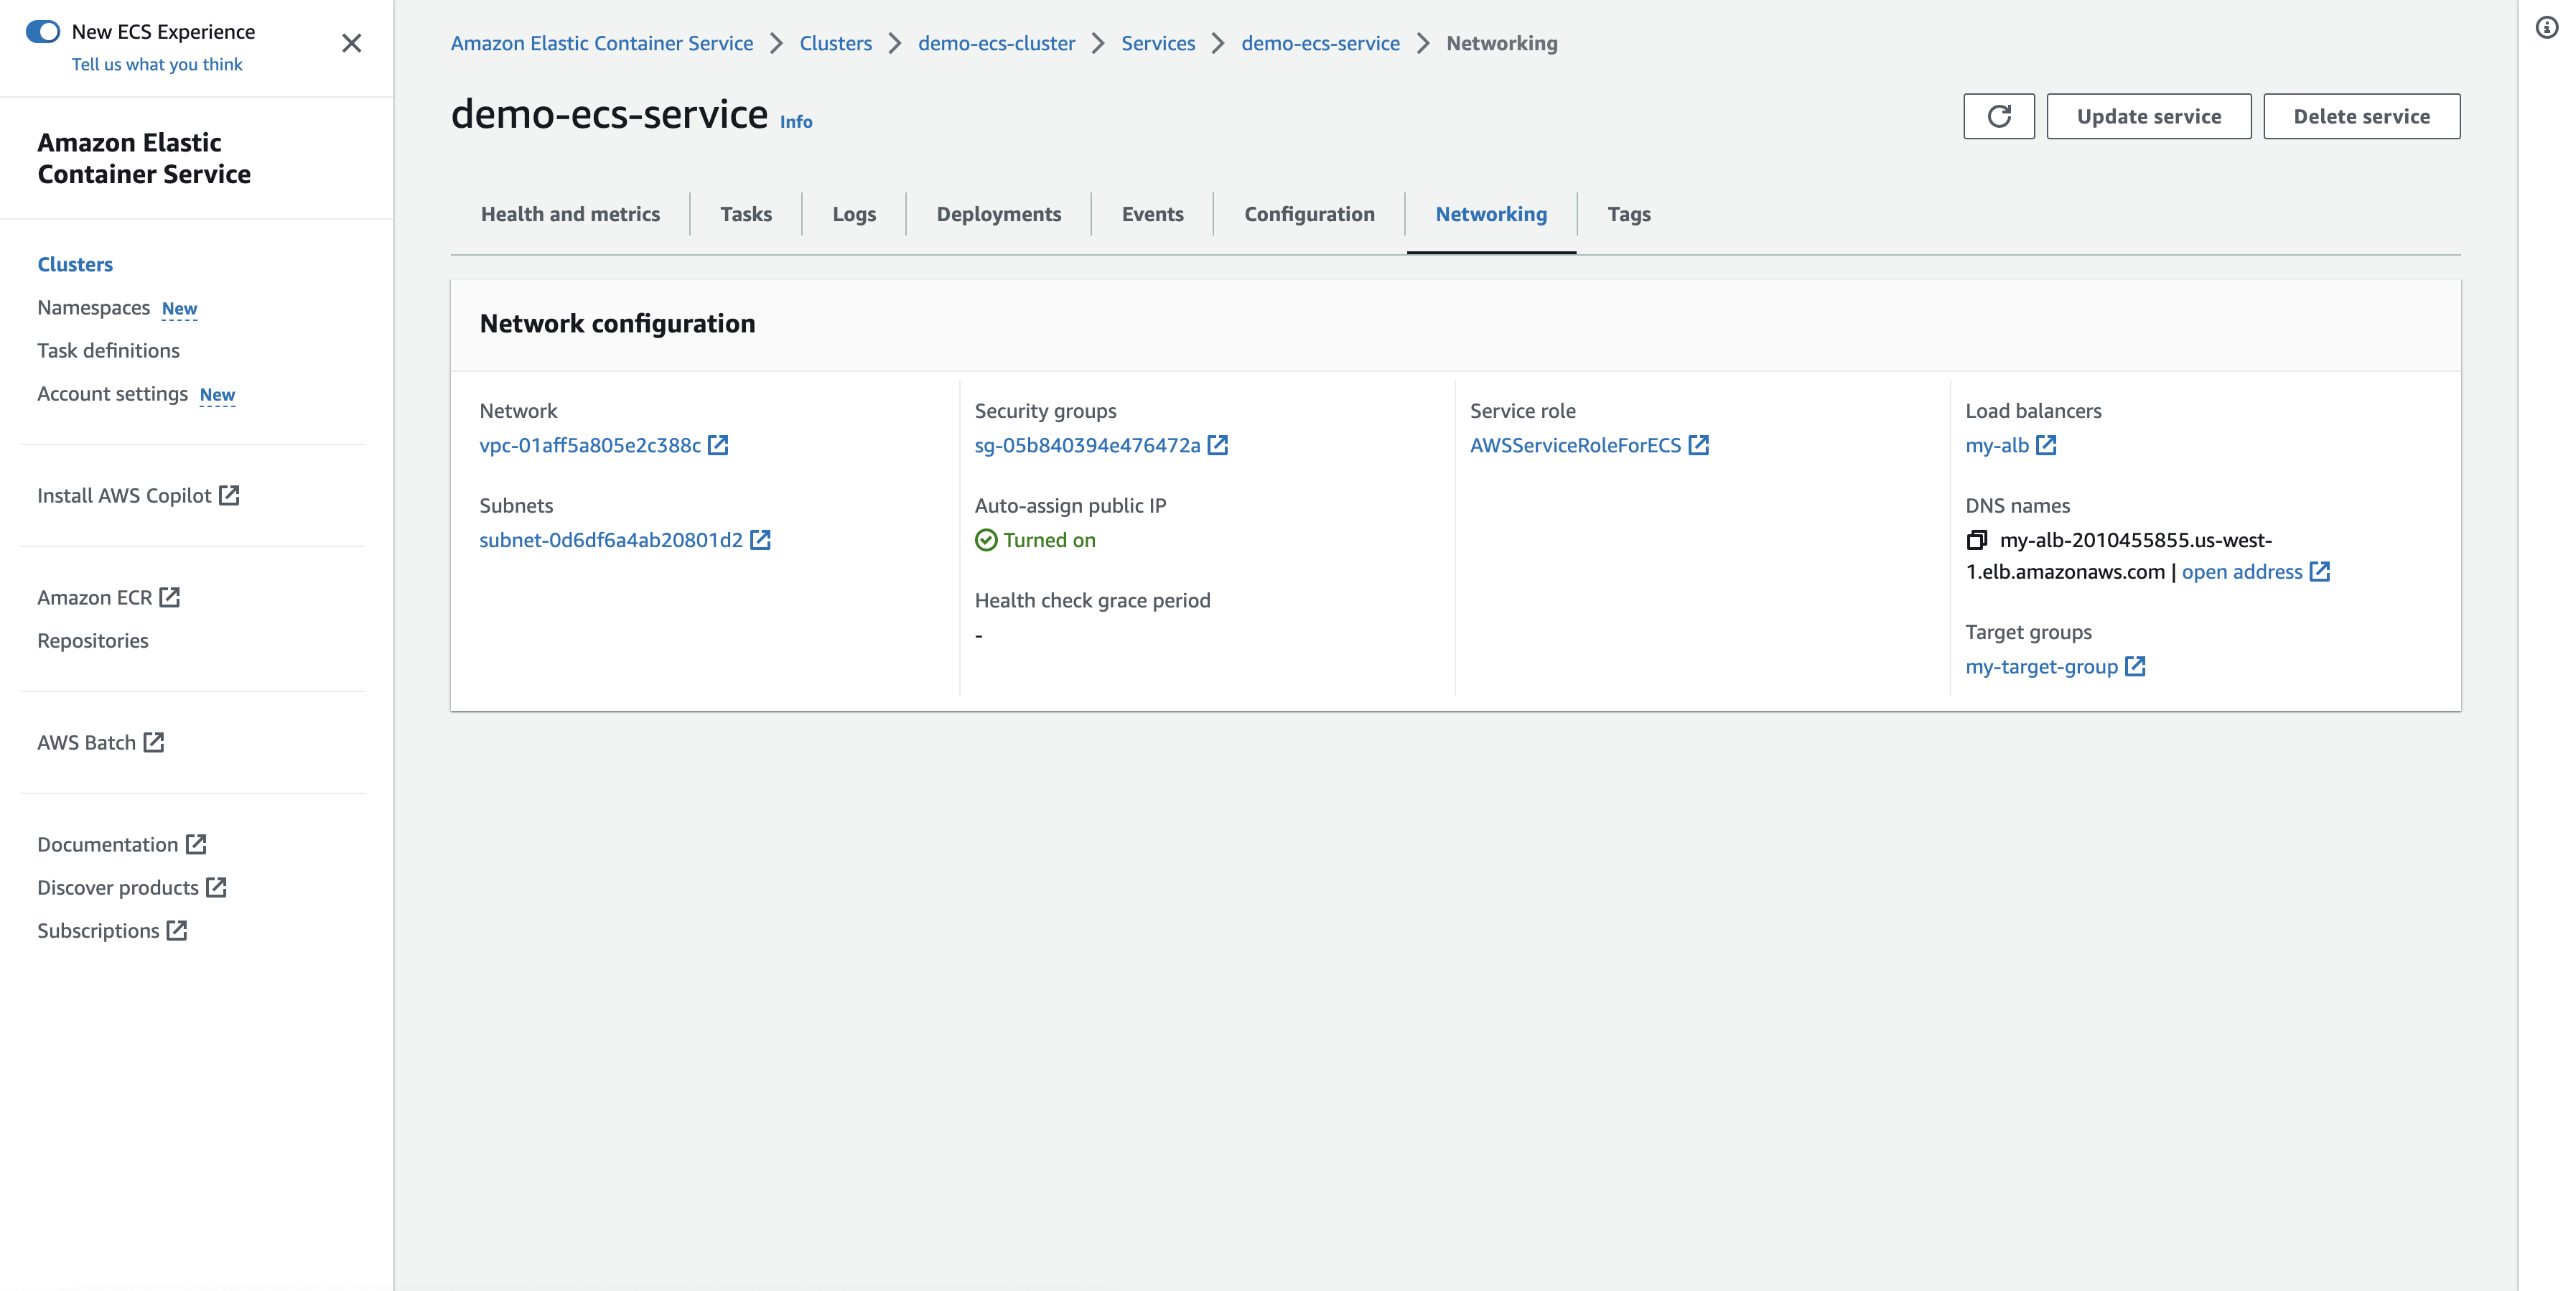 New ECS Experience
Tell us what you think
Amazon Elastic
Container Service
Clusters
Namespaces New
Task definitions
Account settings New
Install AWS Copilot
Amazon ECR
Repositories
AWS Batch
Documentation
Discover products
Subscriptions
Amazon Elastic Container Service > Clusters > demo-ecs-cluster > Services > demo-ecs-service > Networking
demo-ecs-service Info
Update service
Delete service
Health and metrics
Tasks
Logs
Deployments
Events
Configuration
Networking
Tags
Network configuration
Network
vpc-01aff5a805e2c388c
Subnets
subnet-0d6df6a4ab20801d2
Security groups
sg-05b840394e476472a
Auto-assign public IP
Turned on
Health check grace period
-
Service role
AWSServiceRoleForECS
Load balancers
my-alb
DNS names
my-alb-2010455855.us-west-
1.elb.amazonaws.com | open address
Target groups
my-target-group